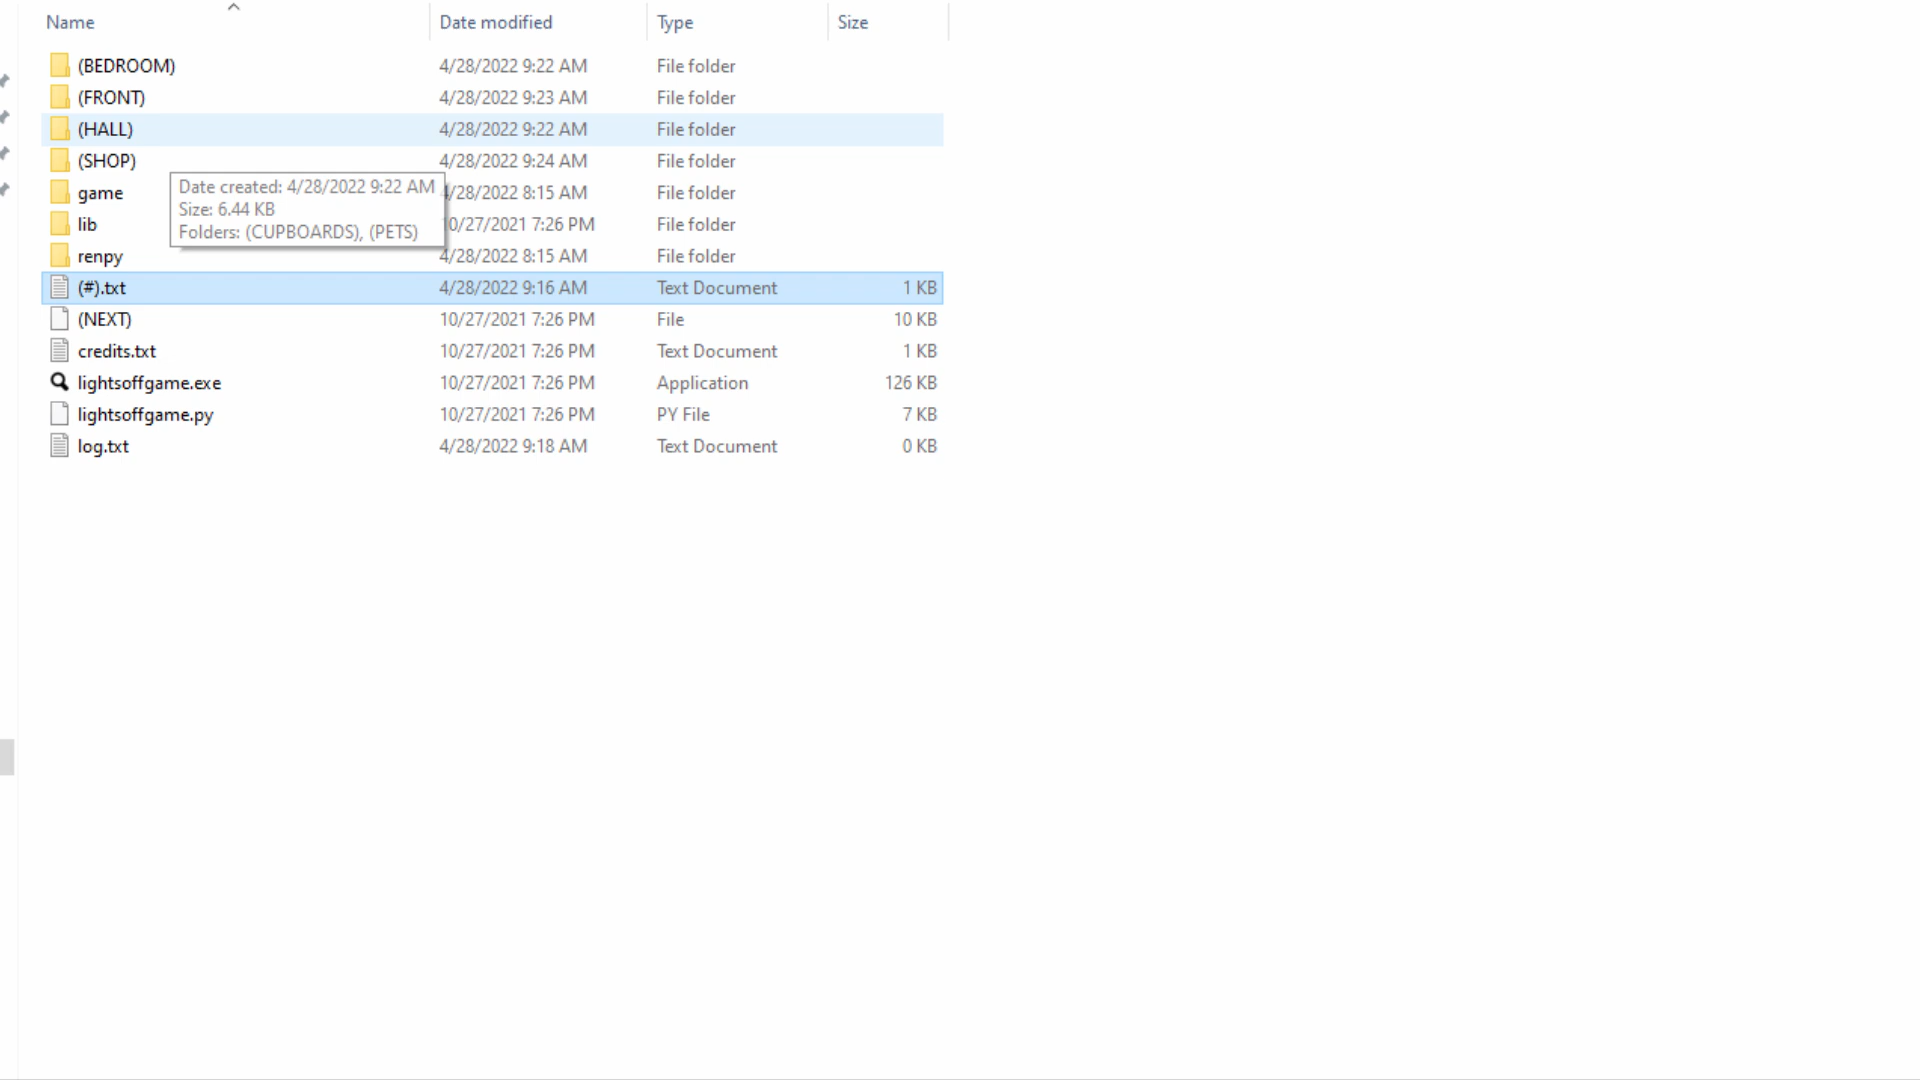 Name Date modified Type Size
(BEDROOM) 4/28/2022 9:22 AM File folder
(FRONT) 4/28/2022 9:23 AM File folder
(HALL) 4/28/2022 9:22 AM File folder
(SHOP) 4/28/2022 9:24 AM File folder
Date created: 4/28/2022 9:22 AM
Size: 6.44 KB
Folders: (CUPBOARDS), (PETS)
game /28/2022 8:15 AM File folder
lib 0/27/2021 7:26 PM File folder
renpy 4/28/2022 8:15 AM File folder
(#).txt 4/28/2022 9:16 AM Text Document 1 KB
(NEXT) 10/27/2021 7:26 PM File 10 KB
credits.txt 10/27/2021 7:26 PM Text Document 1 KB
lightsoffgame.exe 10/27/2021 7:26 PM Application 126 KB
lightsoffgame.py 10/27/2021 7:26 PM PY File 7 KB
log.txt 4/28/2022 9:18 AM Text Document 0 KB